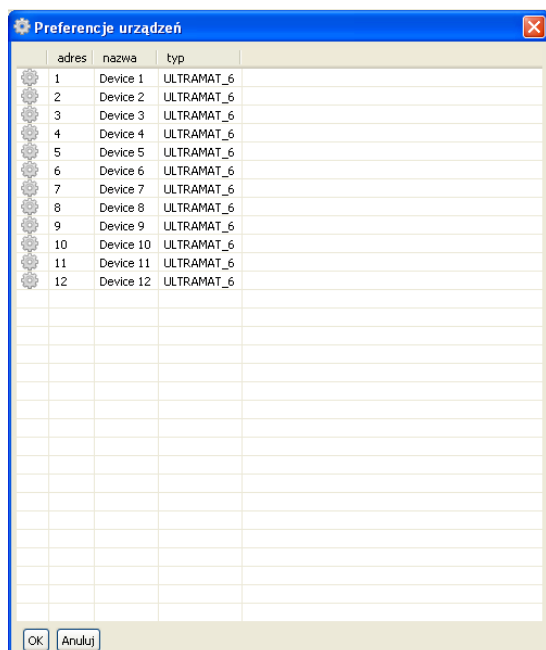 Preferencje urządzeń
adres nazwa typ
1 Device 1 ULTRAMAT_6
2 Device 2 ULTRAMAT_6
3 Device 3 ULTRAMAT_6
4 Device 4 ULTRAMAT_6
5 Device 5 ULTRAMAT_6
6 Device 6 ULTRAMAT_6
7 Device 7 ULTRAMAT_6
8 Device 8 ULTRAMAT_6
9 Device 9 ULTRAMAT_6
10 Device 10 ULTRAMAT_6
11 Device 11 ULTRAMAT_6
12 Device 12 ULTRAMAT_6
OK Anuluj